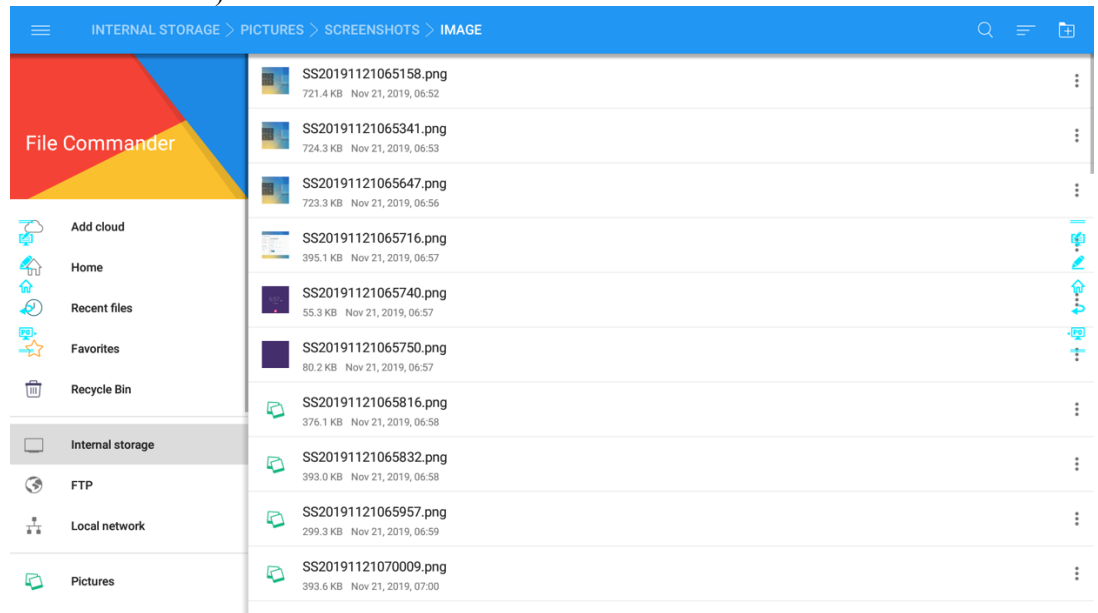 INTERNAL STORAGE > PICTURES > SCREENSHOTS > IMAGE
File Commander
Add cloud
Home
Recent files
Favorites
Recycle Bin
Internal storage
FTP
Local network
Pictures
SS20191121065158.png
721.4 KB Nov 21, 2019, 06:52
SS20191121065341.png
724.3 KB Nov 21, 2019, 06:53
SS20191121065647.png
723.3 KB Nov 21, 2019, 06:56
SS20191121065716.png
395.1 KB Nov 21, 2019, 06:57
SS20191121065740.png
55.3 KB Nov 21, 2019, 06:57
SS20191121065750.png
80.2 KB Nov 21, 2019, 06:57
SS20191121065816.png
376.1 KB Nov 21, 2019, 06:58
SS20191121065832.png
393.0 KB Nov 21, 2019, 06:58
SS20191121065957.png
299.3 KB Nov 21, 2019, 06:59
SS20191121070009.png
393.6 KB Nov 21, 2019, 07:00